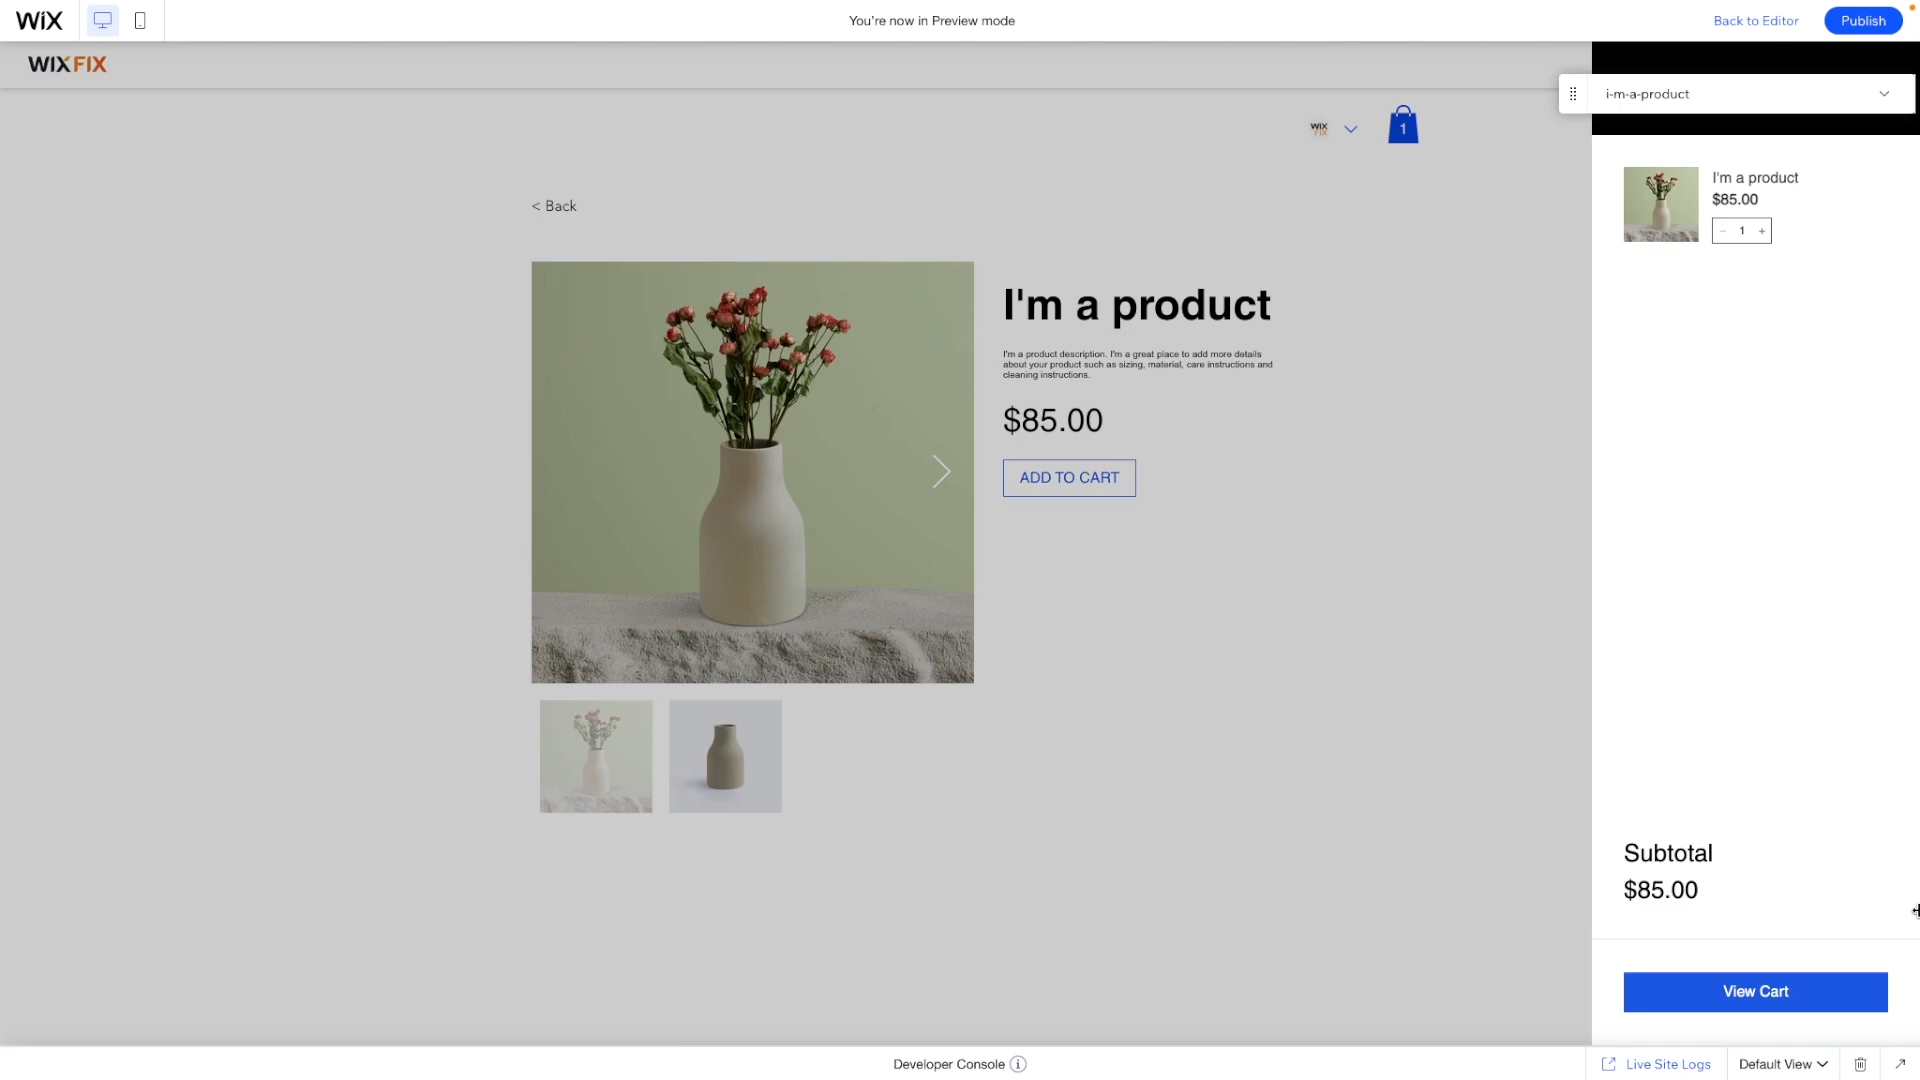 WiX
You're now in Preview mode
Back to Editor
Publish
WIXFIX
i-m-a-product
WIX
FIX
1
< Back
I'm a product
$85.00
− 1 +
I'm a product
I'm a product description. I'm a great place to add more details
about your product such as sizing, material, care instructions and
cleaning instructions.
$85.00
ADD TO CART
Subtotal
$85.00
View Cart
Developer Console
Live Site Logs
Default View